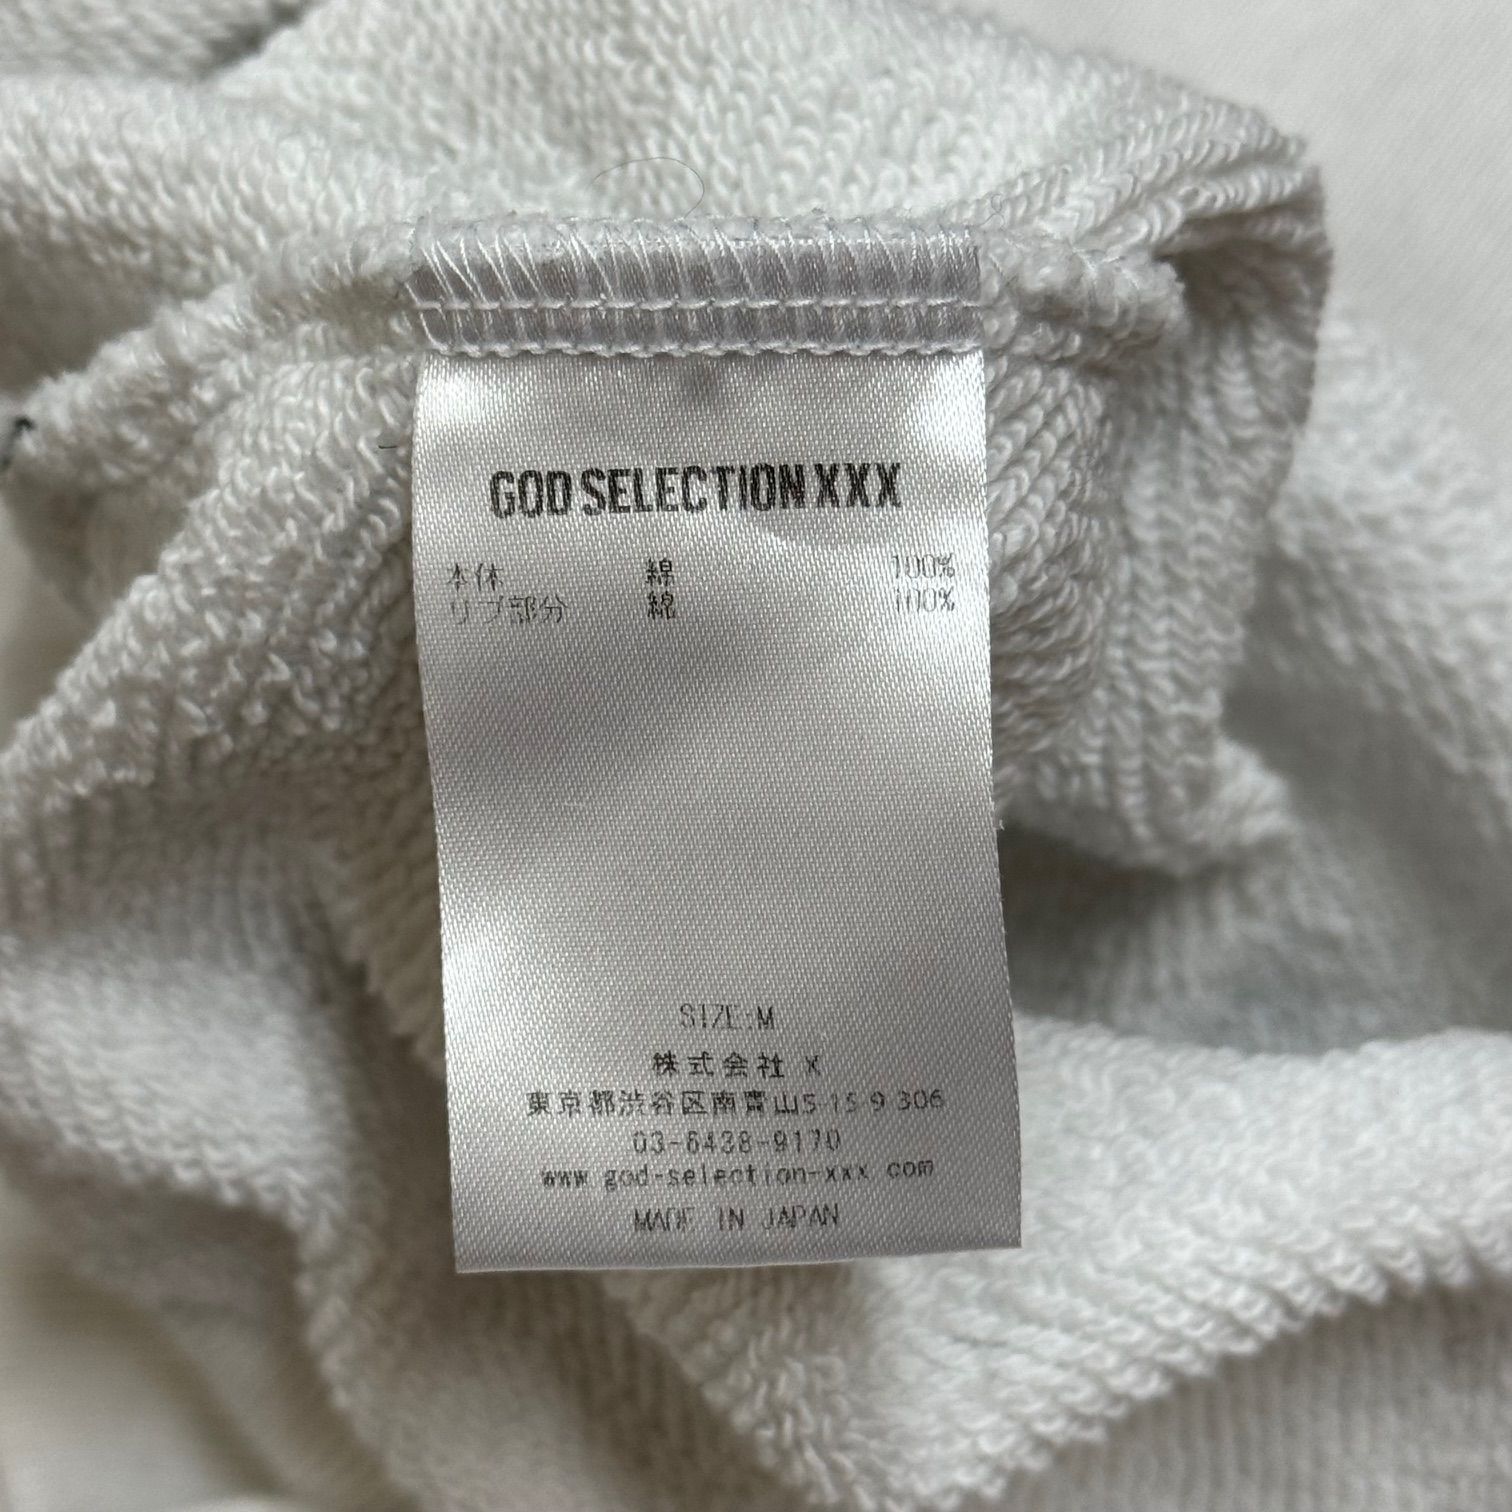 GOD SELECTION XXX
本体 綿 100%
リブ部分 綿 100%
SIZE:M
株式会社 X
東京都渋谷区南青山5-15-9 306
03-6438-9170
www.god-selection-xxx.com
MADE IN JAPAN